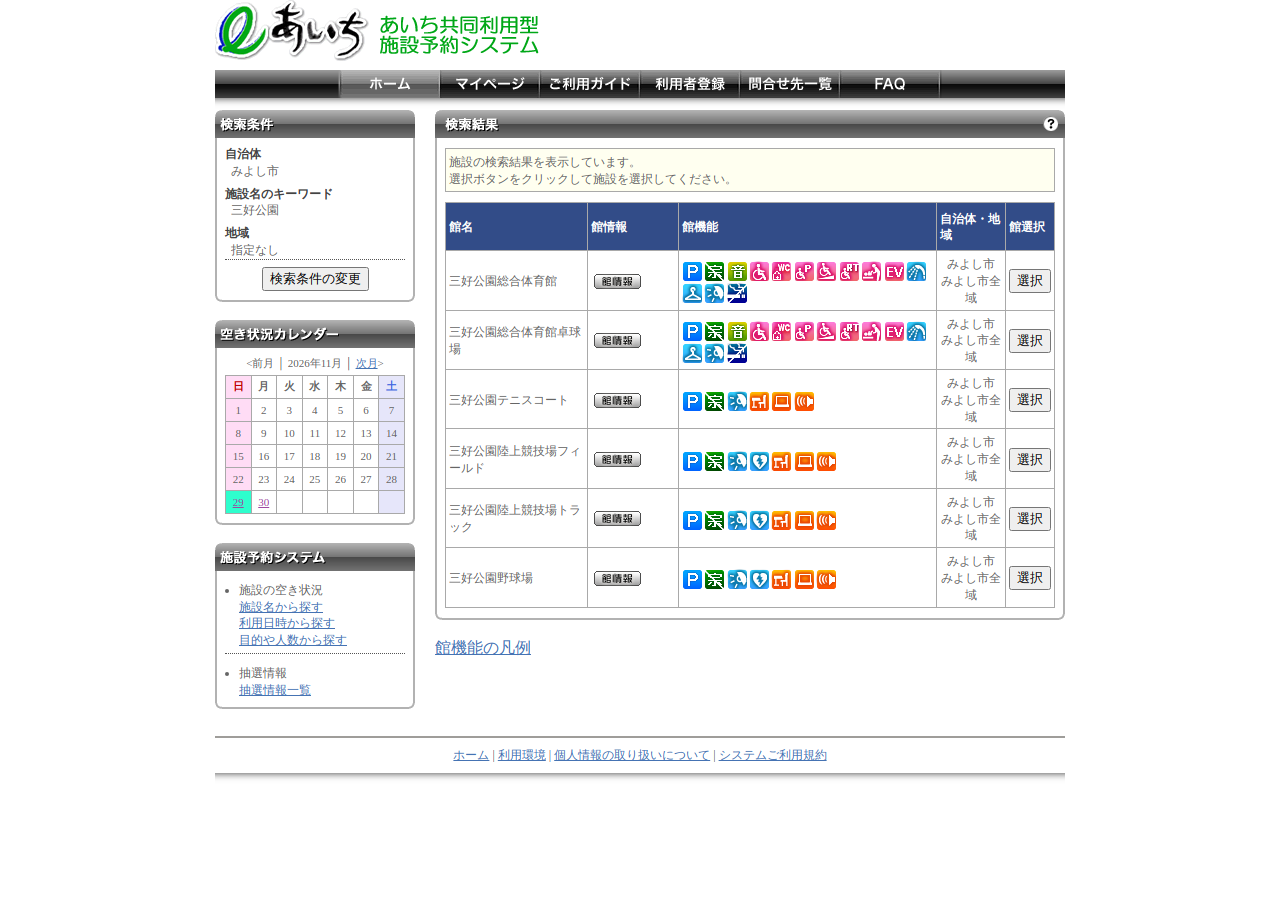 あいち
あいち共同利用型
施設予約システム
ホーム マイページ ご利用ガイド 利用者登録 問合せ先一覧 FAQ
検索条件
自治体
みよし市
施設名のキーワード
三好公園
地域
指定なし
検索条件の変更
空き状況カレンダー
<前月 │ 2026年11月 │ 次月>
日 月 火 水 木 金 土
1 2 3 4 5 6 7
8 9 10 11 12 13 14
15 16 17 18 19 20 21
22 23 24 25 26 27 28
29 30
施設予約システム
• 施設の空き状況
施設名から探す
利用日時から探す
目的や人数から探す
• 抽選情報
抽選情報一覧
検索結果 ?
施設の検索結果を表示しています。
選択ボタンをクリックして施設を選択してください。
館名 館情報 館機能 自治体・地域 館選択
三好公園総合体育館 館情報 P 宗 音 WC P RT EV みよし市 みよし市全域 選択
三好公園総合体育館卓球場 館情報 P 宗 音 WC P RT EV みよし市 みよし市全域 選択
三好公園テニスコート 館情報 P 宗 みよし市 みよし市全域 選択
三好公園陸上競技場フィールド 館情報 P 宗 みよし市 みよし市全域 選択
三好公園陸上競技場トラック 館情報 P 宗 みよし市 みよし市全域 選択
三好公園野球場 館情報 P 宗 みよし市 みよし市全域 選択
館機能の凡例
ホーム | 利用環境 | 個人情報の取り扱いについて | システムご利用規約